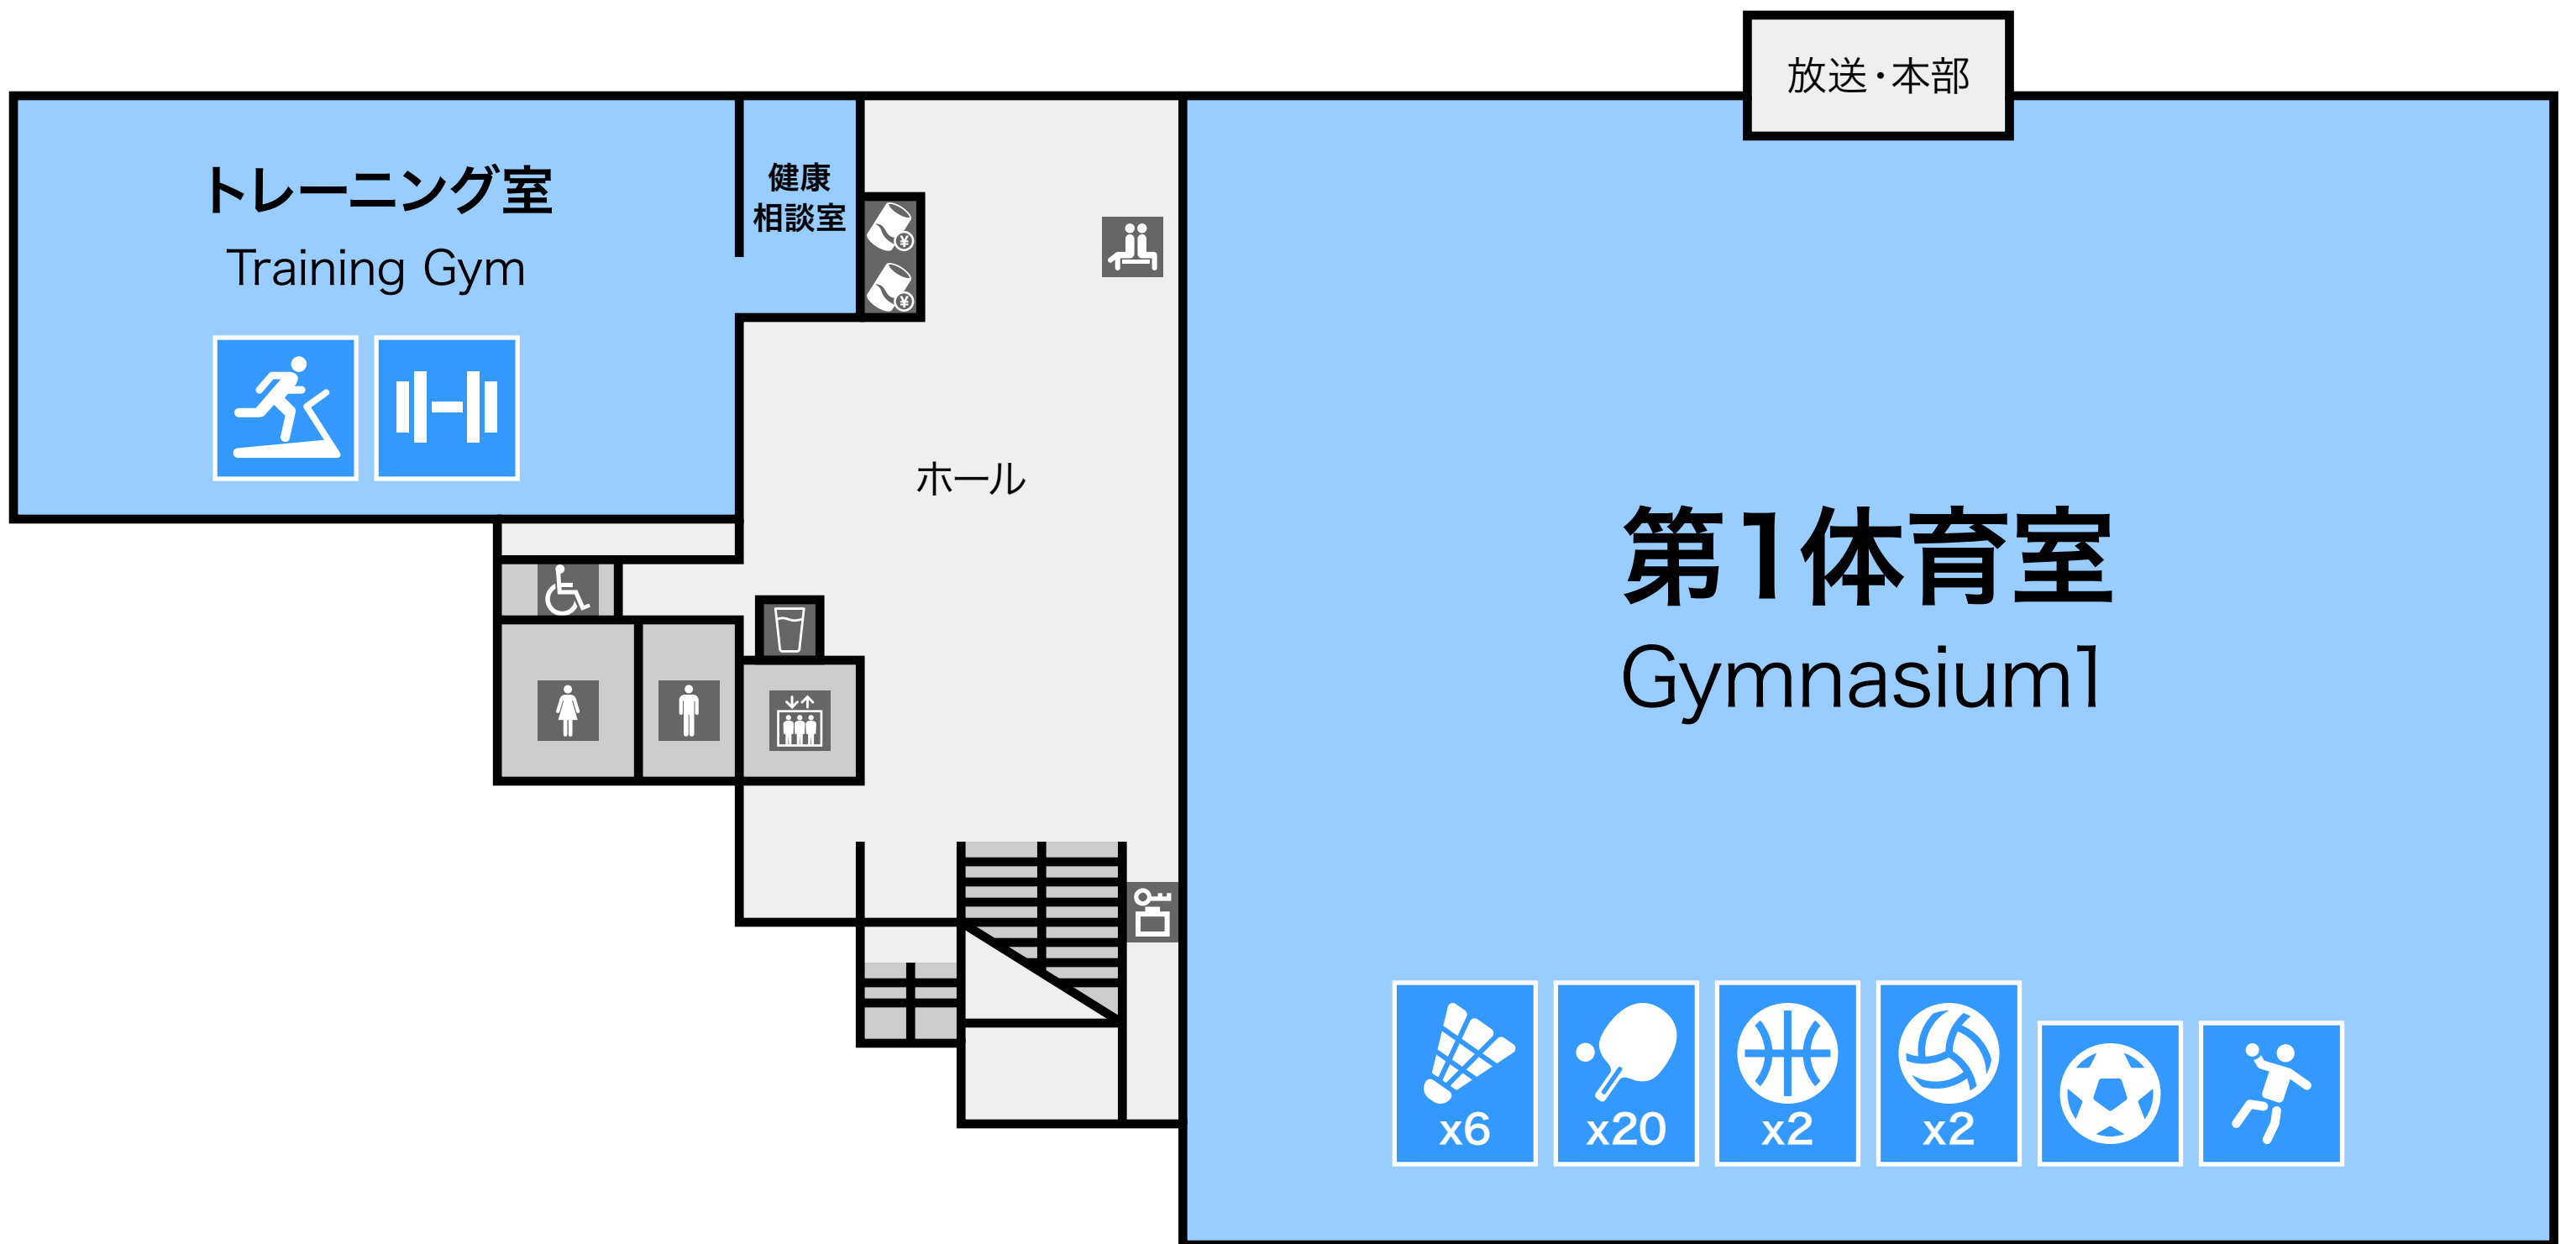 放送・本部
トレーニング室
Training Gym
健康
相談室
¥
¥
ホール
第1体育室
Gymnasium1
x6
x20
x2
x2